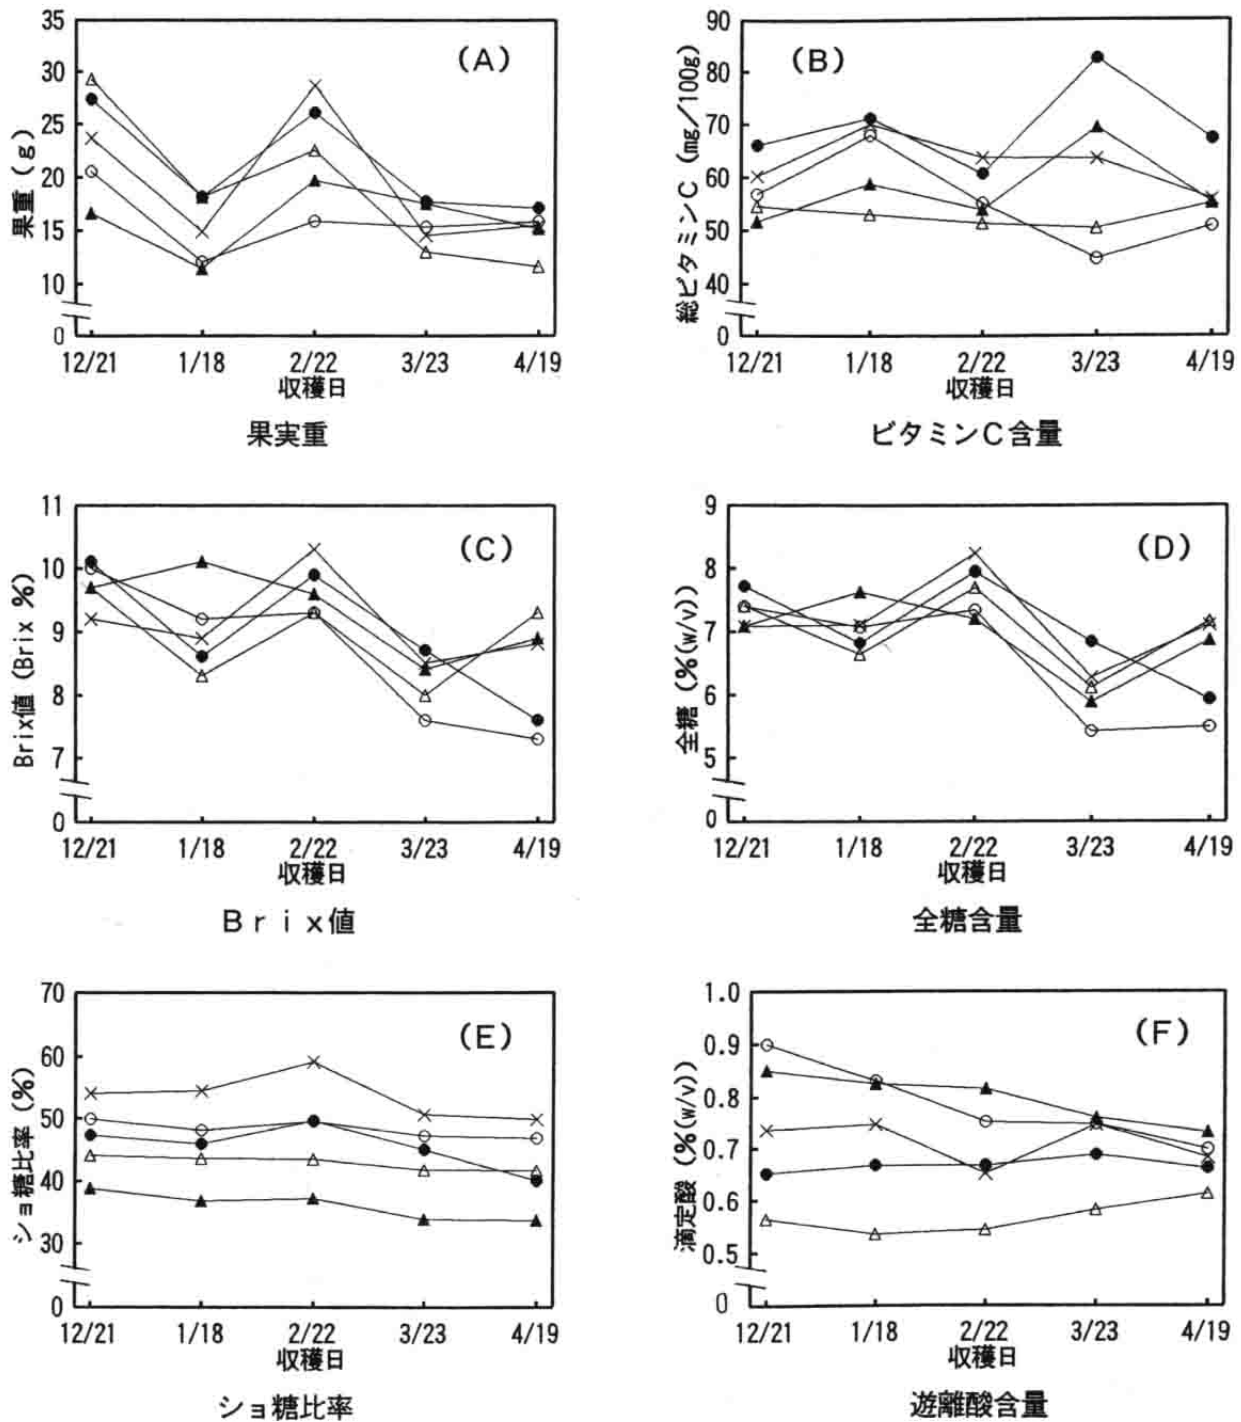 (A)
果重(g)
35
30
25
20
15
10
0
12/21 1/18 2/22 3/23 4/19
収穫日
果実重
(B)
総ビタミンC(mg/100g)
90
80
70
60
50
40
0
12/21 1/18 2/22 3/23 4/19
収穫日
ビタミンC含量
(C)
Brix値(Brix %)
11
10
9
8
7
0
12/21 1/18 2/22 3/23 4/19
収穫日
Brix値
(D)
全糖(%(w/v))
9
8
7
6
5
0
12/21 1/18 2/22 3/23 4/19
収穫日
全糖含量
(E)
ショ糖比率(%)
70
60
50
40
30
0
12/21 1/18 2/22 3/23 4/19
収穫日
ショ糖比率
(F)
滴定酸(%(w/v))
1.0
0.9
0.8
0.7
0.6
0.5
0
12/21 1/18 2/22 3/23 4/19
収穫日
遊離酸含量